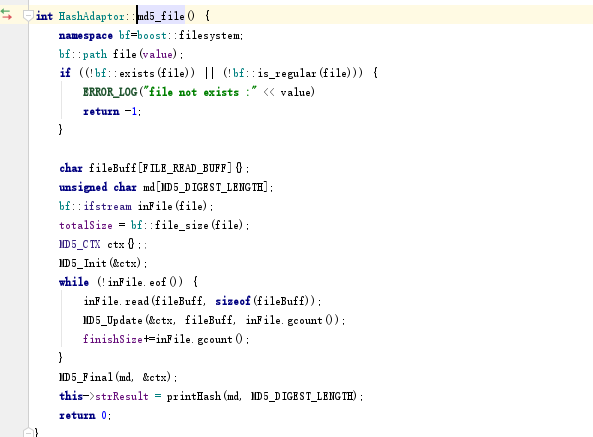 int HashAdaptor::md5_file() {
namespace bf=boost::filesystem;
bf::path file(value);
if ((!bf::exists(file)) || (!bf::is_regular(file))) {
ERROR_LOG("file not exists :" << value)
return -1;
}
char fileBuff[FILE_READ_BUFF]{};
unsigned char md[MD5_DIGEST_LENGTH];
bf::ifstream inFile(file);
totalSize = bf::file_size(file);
MD5_CTX ctx{};;
MD5_Init(&ctx);
while (!inFile.eof()) {
inFile.read(fileBuff, sizeof(fileBuff));
MD5_Update(&ctx, fileBuff, inFile.gcount());
finishSize+=inFile.gcount();
}
MD5_Final(md, &ctx);
this->strResult = printHash(md, MD5_DIGEST_LENGTH);
return 0;
}